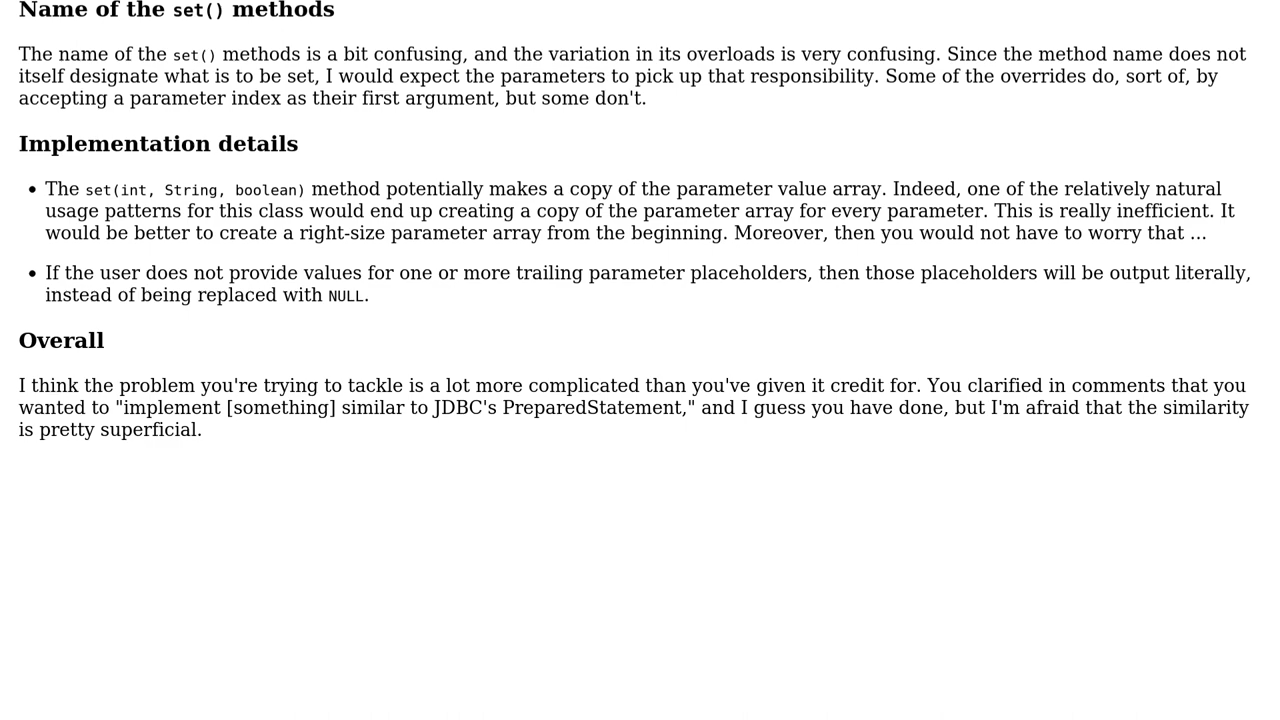 Name of the set() methods
The name of the set() methods is a bit confusing, and the variation in its overloads is very confusing. Since the method name does not
itself designate what is to be set, I would expect the parameters to pick up that responsibility. Some of the overrides do, sort of, by
accepting a parameter index as their first argument, but some don't.
Implementation details
• The set(int, String, boolean) method potentially makes a copy of the parameter value array. Indeed, one of the relatively natural
usage patterns for this class would end up creating a copy of the parameter array for every parameter. This is really inefficient. It
would be better to create a right-size parameter array from the beginning. Moreover, then you would not have to worry that ...
• If the user does not provide values for one or more trailing parameter placeholders, then those placeholders will be output literally,
instead of being replaced with NULL.
Overall
I think the problem you're trying to tackle is a lot more complicated than you've given it credit for. You clarified in comments that you
wanted to "implement [something] similar to JDBC's PreparedStatement," and I guess you have done, but I'm afraid that the similarity
is pretty superficial.